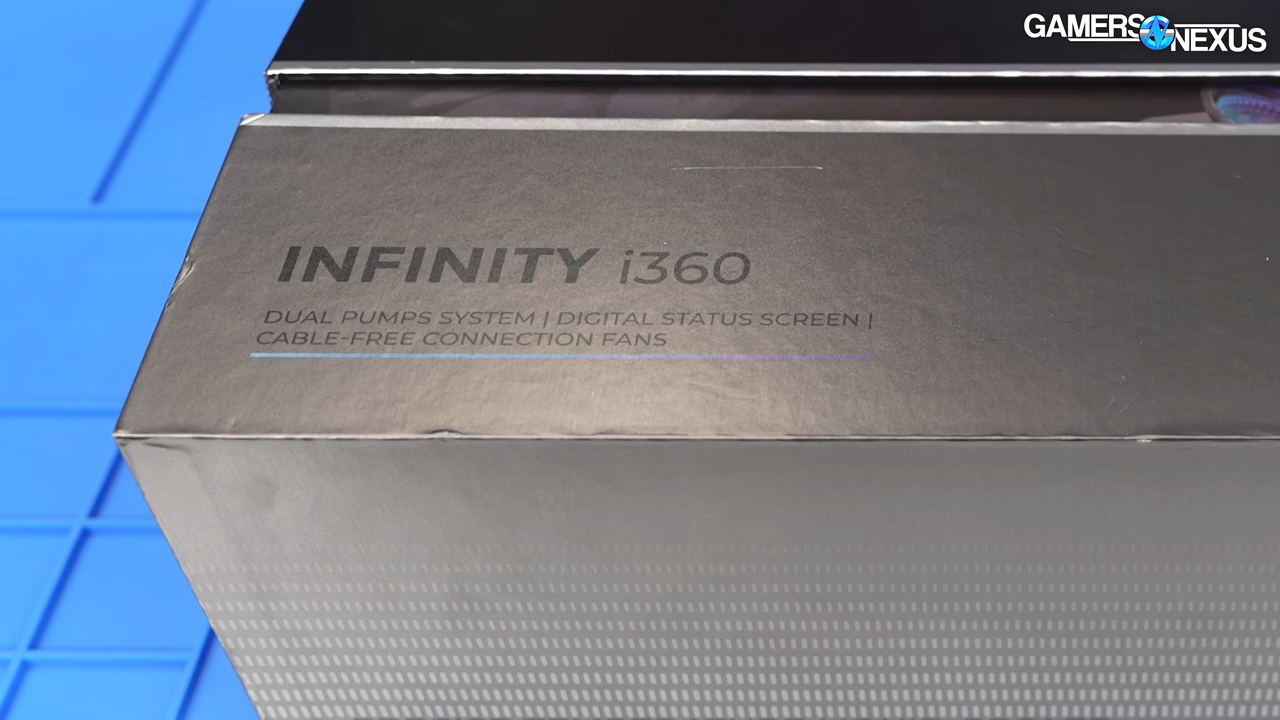 GAMERS NEXUS
INFINITY i360
DUAL PUMPS SYSTEM | DIGITAL STATUS SCREEN |
CABLE-FREE CONNECTION FANS